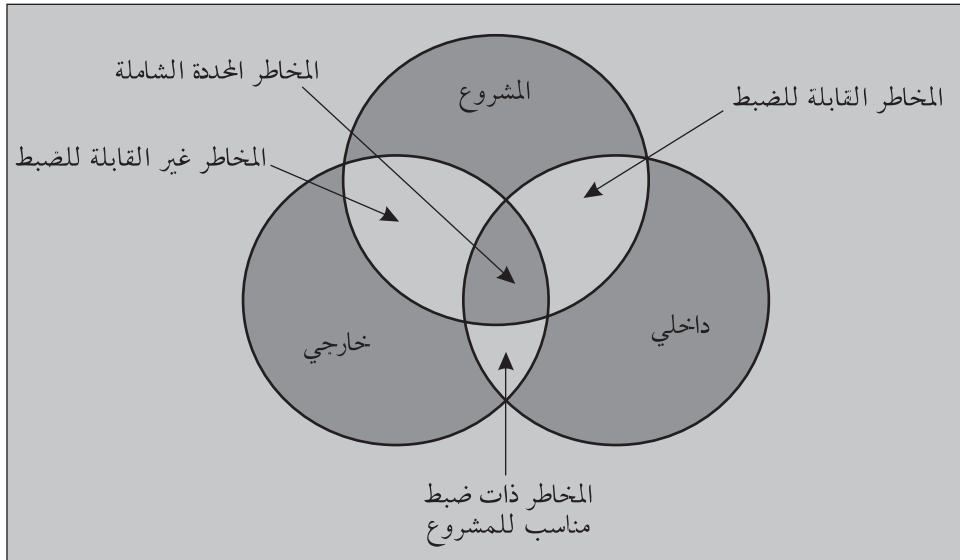 المشروع
المخاطر المحددة الشاملة
المخاطر القابلة للضبط
المخاطر غير القابلة للضبط
داخلي
خارجي
المخاطر ذات ضبط
مناسب للمشروع